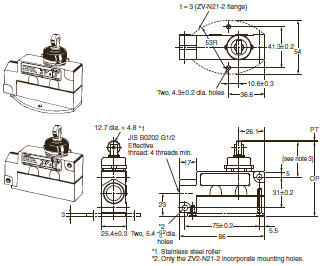 t = 3 (ZV-N21-2 flange)
53R
41.3±0.2
54
10.6±0.3
Two, 4.3±0.2 dia. holes
36.6
12.7 dia. × 4.8 *1
JIS B0202 G1/2
Effective
thread: 4 threads min.
26.1
PT
(see note 3)
17
5
OP
31±0.2
23
3
25.4±0.3
Two, 5.4 dia.
holes
*2
75±0.2
5.5
86
*1. Stainless steel roller
*2. Only the ZV2-N21-2 incorporate mounting holes.